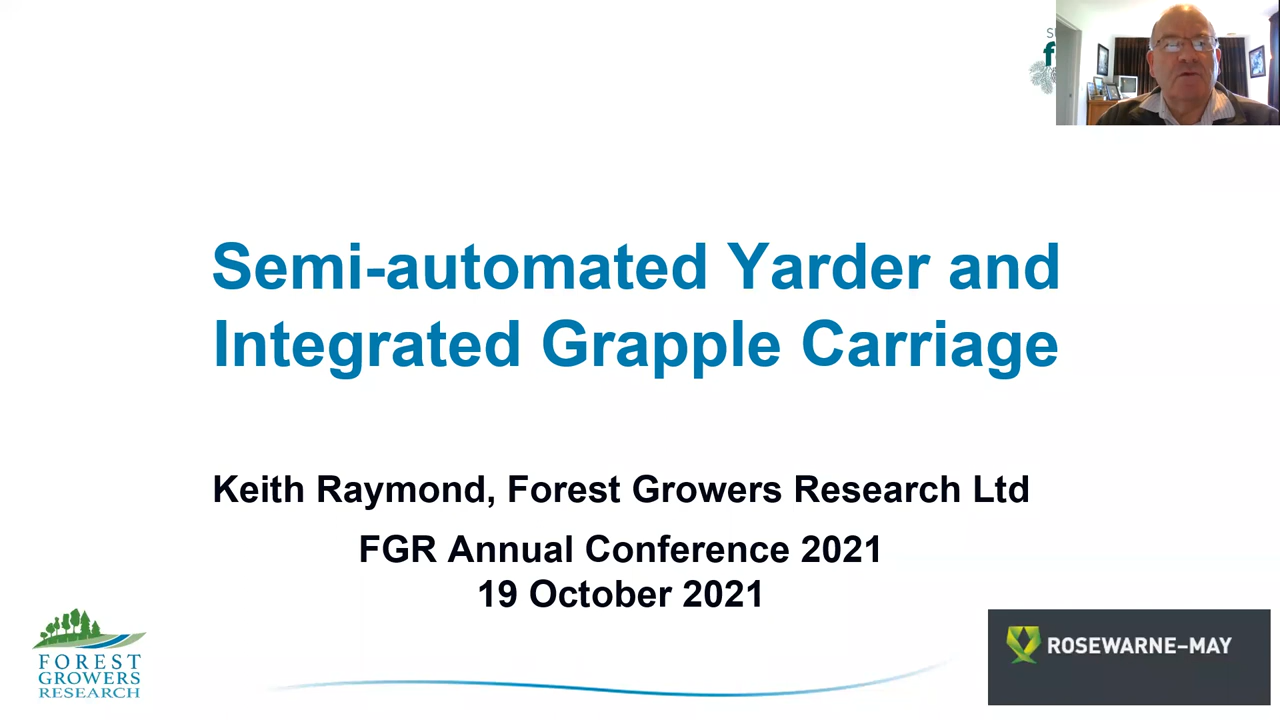 Semi-automated Yarder and
Integrated Grapple Carriage
Keith Raymond, Forest Growers Research Ltd
FGR Annual Conference 2021
19 October 2021
FOREST
GROWERS
RESEARCH
ROSEWARNE–MAY